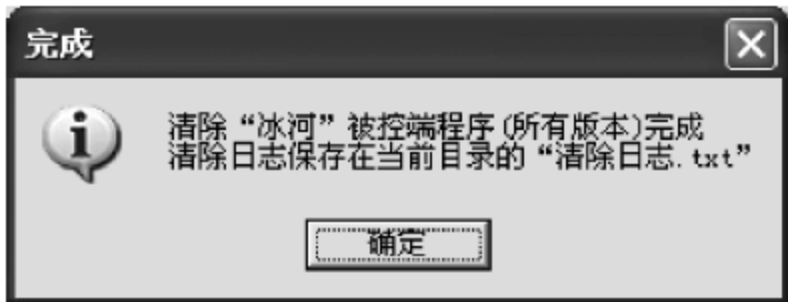 完成
清除“冰河”被控端程序(所有版本)完成
清除日志保存在当前目录的“清除日志.txt”
确定